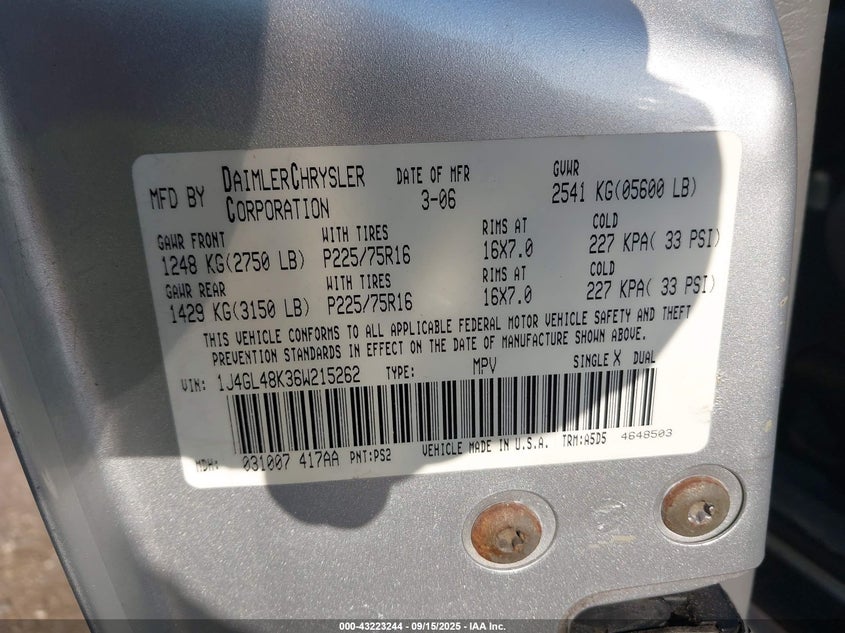 MFD BY DAIMLERCHRYSLER CORPORATION DATE OF MFR 3-06 GVWR 2541 KG(05600 LB)
GAWR FRONT WITH TIRES RIMS AT COLD
1248 KG(2750 LB) P225/75R16 16X7.0 227 KPA( 33 PSI)
GAWR REAR WITH TIRES RIMS AT COLD
1429 KG(3150 LB) P225/75R16 16X7.0 227 KPA( 33 PSI)
THIS VEHICLE CONFORMS TO ALL APPLICABLE FEDERAL MOTOR VEHICLE SAFETY AND THEFT
PREVENTION STANDARDS IN EFFECT ON THE DATE OF MANUFACTURE SHOWN ABOVE.
VIN: 1J4GL48K36W215262 TYPE: MPV SINGLE X DUAL
MDH: 031007 417AA PNT:PS2 VEHICLE MADE IN U.S.A. TRM:A5D5 4648503
000-43223244 - 09/15/2025 - IAA Inc.